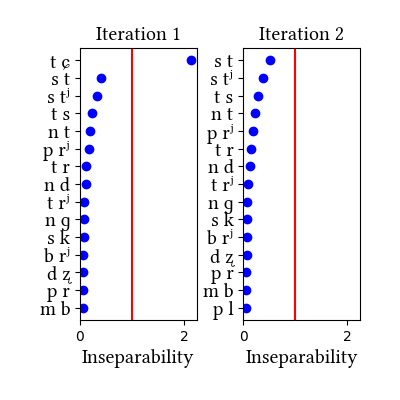 Iteration 1
t ɕ
s t
s tʲ
t s
n t
p rʲ
t r
n d
t rʲ
n g
s k
b rʲ
d ʐ
p r
m b
0 2
Inseparability
Iteration 2
s t
s tʲ
t s
n t
p rʲ
t r
n d
t rʲ
n g
s k
b rʲ
d ʐ
p r
m b
p l
0 2
Inseparability